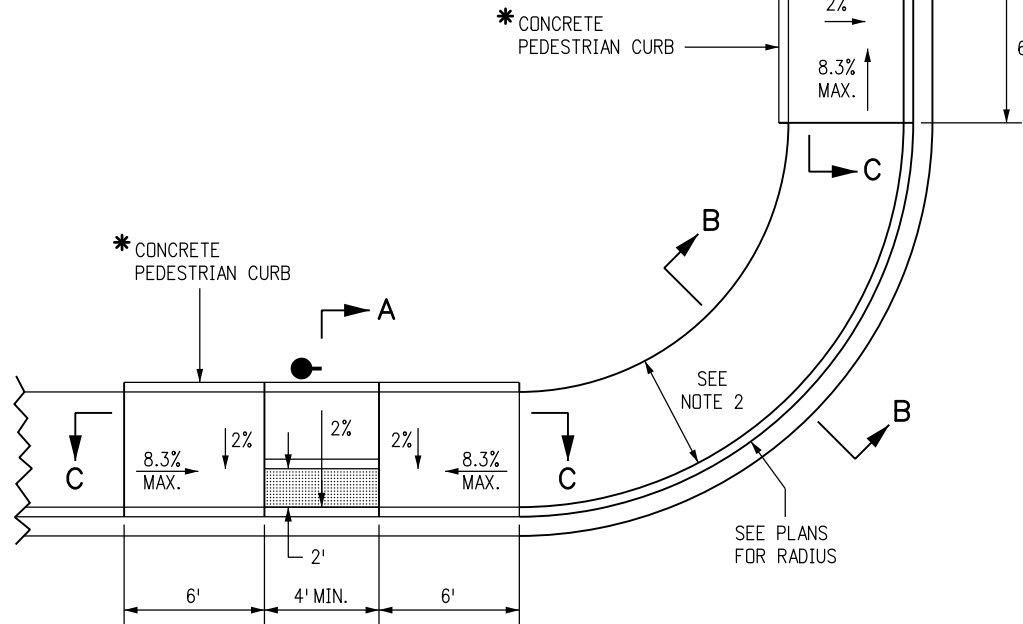 ✱ CONCRETE
PEDESTRIAN CURB
2%
8.3%
MAX.
6
C
B
✱ CONCRETE
PEDESTRIAN CURB
A
SEE
NOTE 2
B
C
8.3%
MAX.
2%
2%
2%
8.3%
MAX.
C
SEE PLANS
FOR RADIUS
2'
6'
4' MIN.
6'